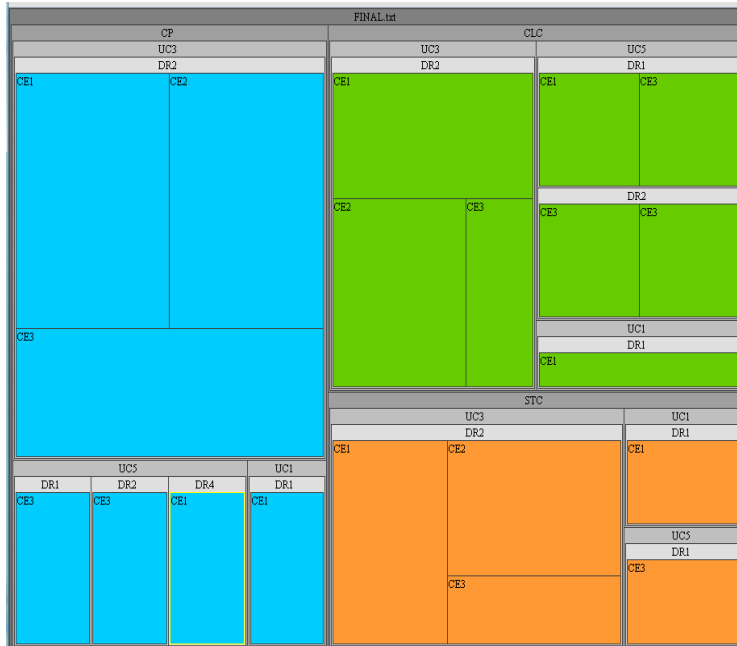 FINAL.txt
CP
CLC
UC3
UC3
UC5
DR2
DR2
DR1
CE1
CE2
CE1
CE1
CE3
DR2
CE2
CE3
CE3
CE3
UC1
CE3
DR1
CE1
STC
UC3
UC1
DR2
DR1
CE1
CE2
CE1
UC5
UC1
DR1
DR2
DR4
DR1
CE3
CE3
CE1
CE1
UC5
DR1
CE3
CE3